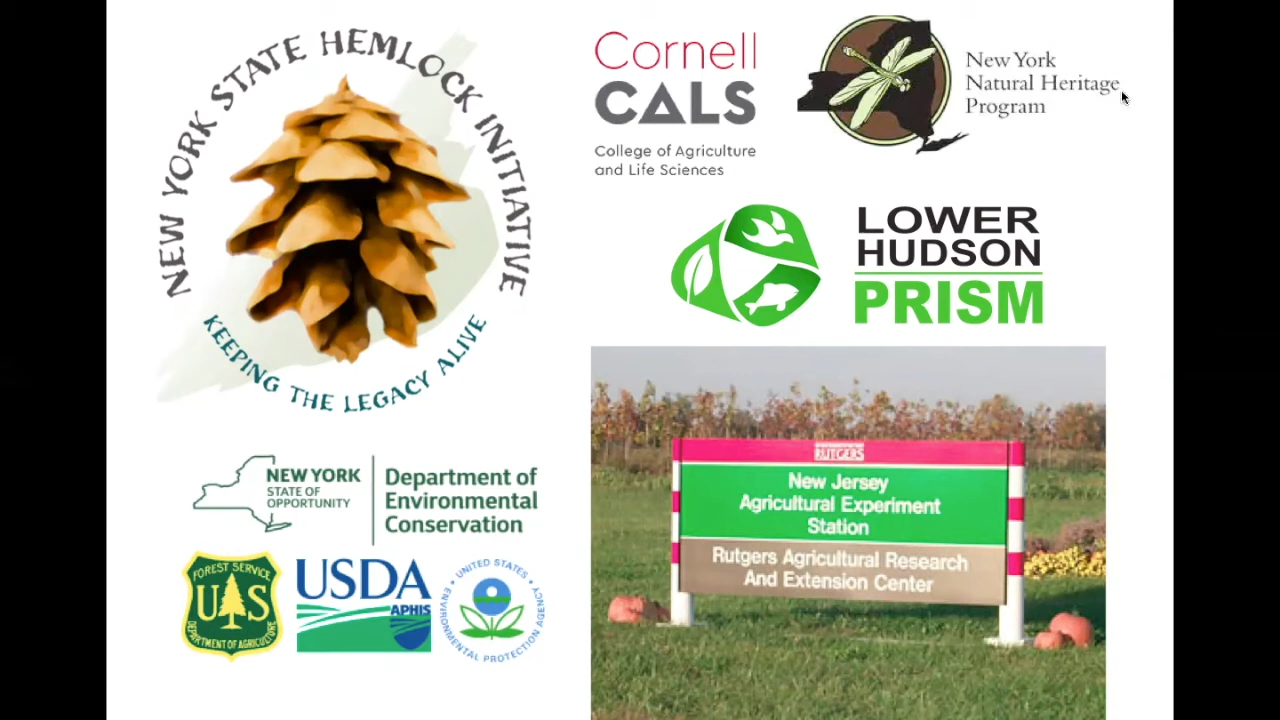 NEW YORK STATE HEMLOCK INITIATIVE
KEEPING THE LEGACY ALIVE
Cornell
CALS
College of Agriculture
and Life Sciences
New York
Natural Heritage
Program
LOWER
HUDSON
PRISM
NEW YORK
STATE OF
OPPORTUNITY
Department of
Environmental
Conservation
FOREST SERVICE
U S
DEPARTMENT OF AGRICULTURE
USDA
APHIS
UNITED STATES
ENVIRONMENTAL PROTECTION AGENCY
RUTGERS
New Jersey
Agricultural Experiment
Station
Rutgers Agricultural Research
And Extension Center